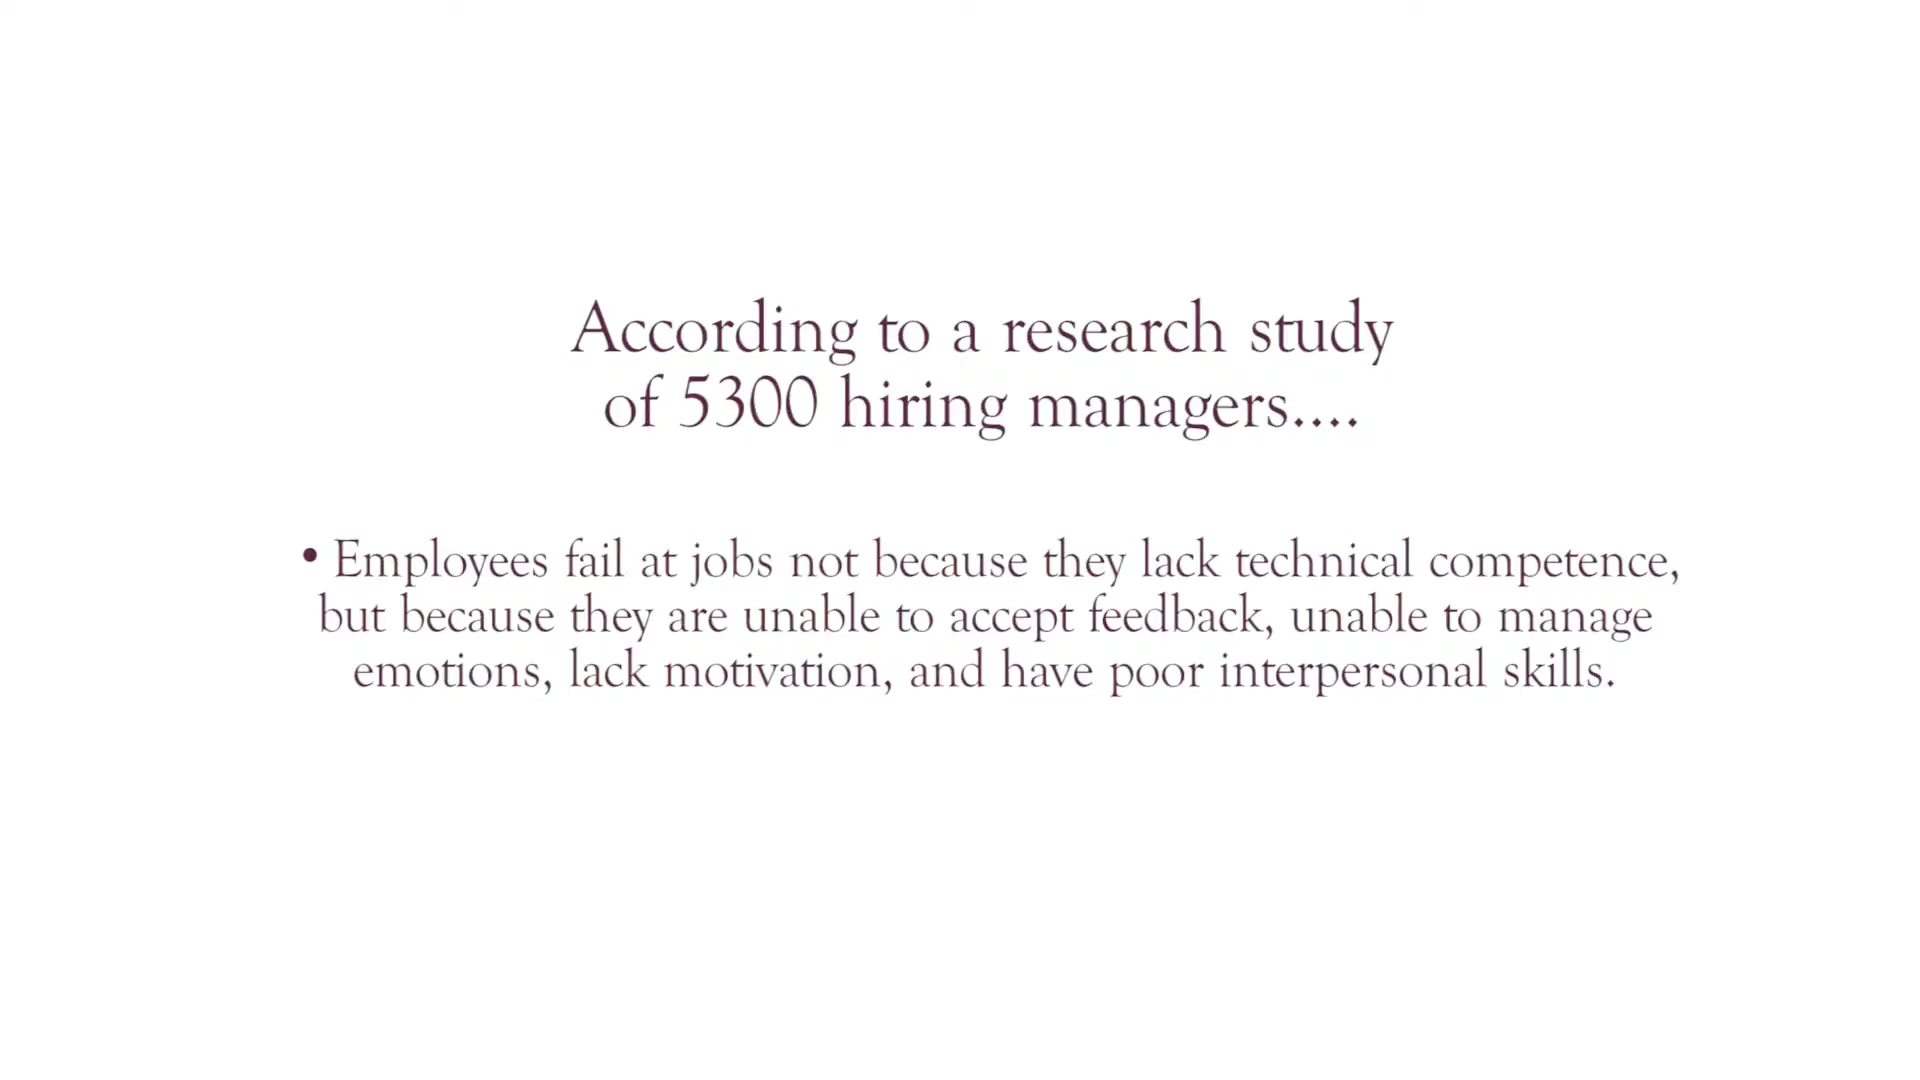 According to a research study
of 5300 hiring managers....
• Employees fail at jobs not because they lack technical competence,
but because they are unable to accept feedback, unable to manage
emotions, lack motivation, and have poor interpersonal skills.